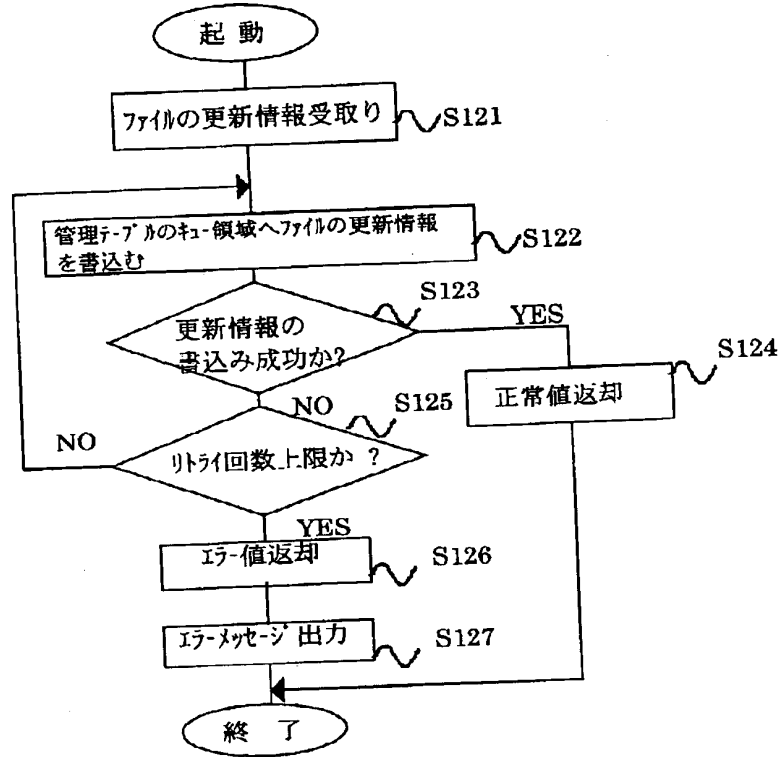 起 動
ファイルの更新情報受取り
S121
管理テーブルのキュー領域へファイルの更新情報
を書込む
S122
S123
更新情報の
書込み成功か?
YES
S124
正常値返却
NO
S125
NO
リトライ回数上限か ?
YES
エラー値返却
S126
エラーメッセージ 出力
S127
終 了